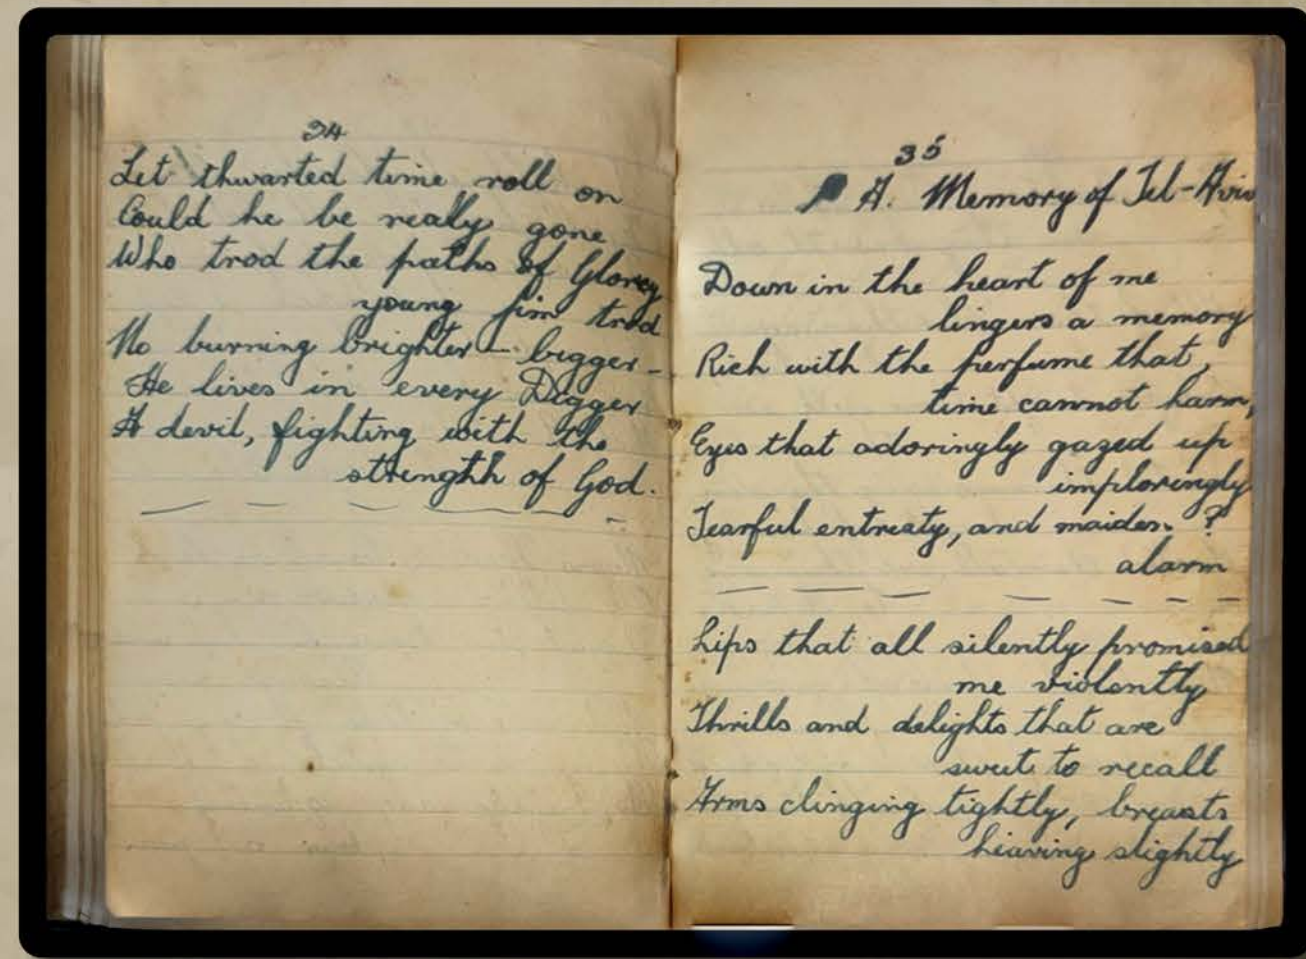 34
Let thwarted time roll on
Could he be really gone
Who trod the paths of Glorey
young Jim trod
No burning brighter — bigger -
He lives in every Digger
A devil, fighting with the
strength of God.
35
A. Memory of Tel-Aviv
Down in the heart of me
lingers a memory
Rich with the perfume that,
time cannot harm,
Eyes that adoringly gazed up
imploringly
Tearful entreaty, and maiden. ?
alarm
Lips that all silently promised
me violently
Thrills and delights that are
sweet to recall
Arms clinging tightly, breasts
heaving slightly